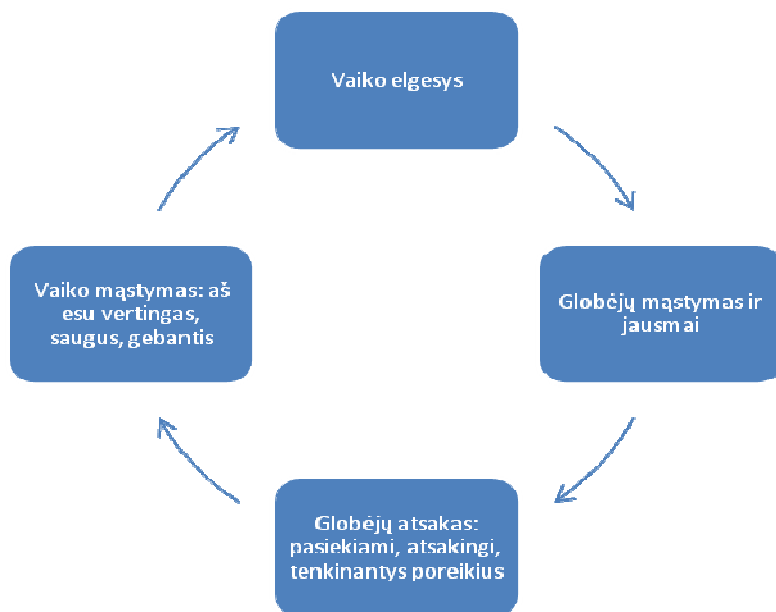 Vaiko elgesys
Globėjų mąstymas ir
jausmai
Globėjų atsakas:
pasiekiami, atsakingi,
tenkinantys poreikius
Vaiko mąstymas: aš
esu vertingas,
saugus, gebantis